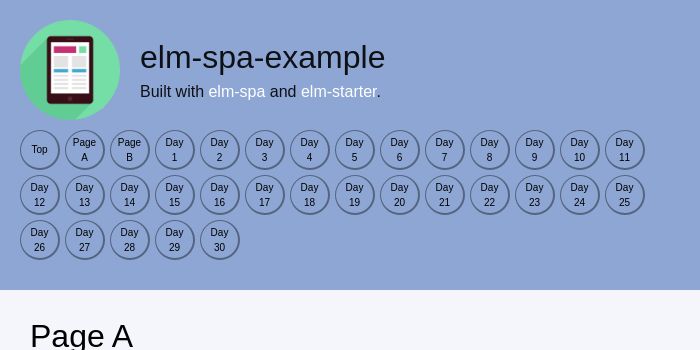 elm-spa-example
Built with elm-spa and elm-starter.
Top
Page A
Page B
Day 1
Day 2
Day 3
Day 4
Day 5
Day 6
Day 7
Day 8
Day 9
Day 10
Day 11
Day 12
Day 13
Day 14
Day 15
Day 16
Day 17
Day 18
Day 19
Day 20
Day 21
Day 22
Day 23
Day 24
Day 25
Day 26
Day 27
Day 28
Day 29
Day 30
Page A